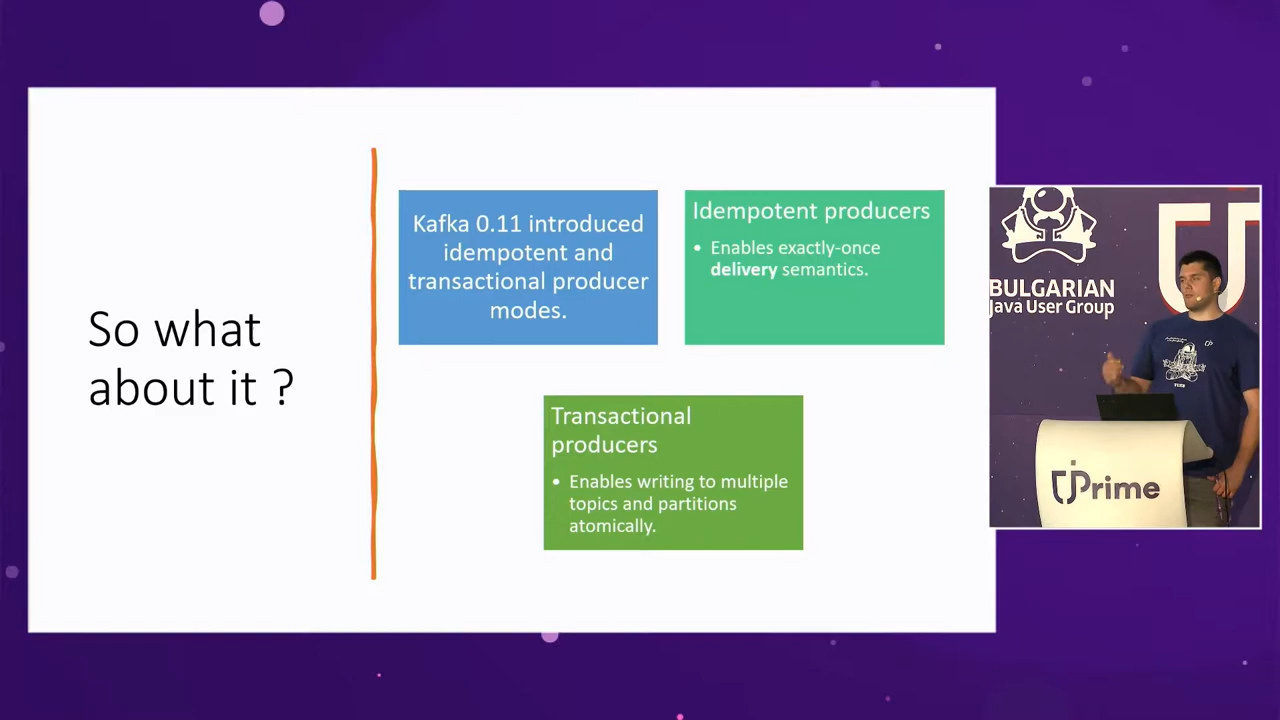 So what
about it ?
Kafka 0.11 introduced
idempotent and
transactional producer
modes.
Idempotent producers
• Enables exactly-once
delivery semantics.
Transactional
producers
• Enables writing to multiple
topics and partitions
atomically.
BULGARIAN
Java User Group
Prime